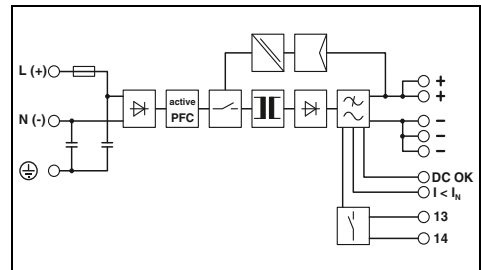 L (+)
N (-)
active
PFC
+
+
–
–
–
DC OK
I < IN
13
14